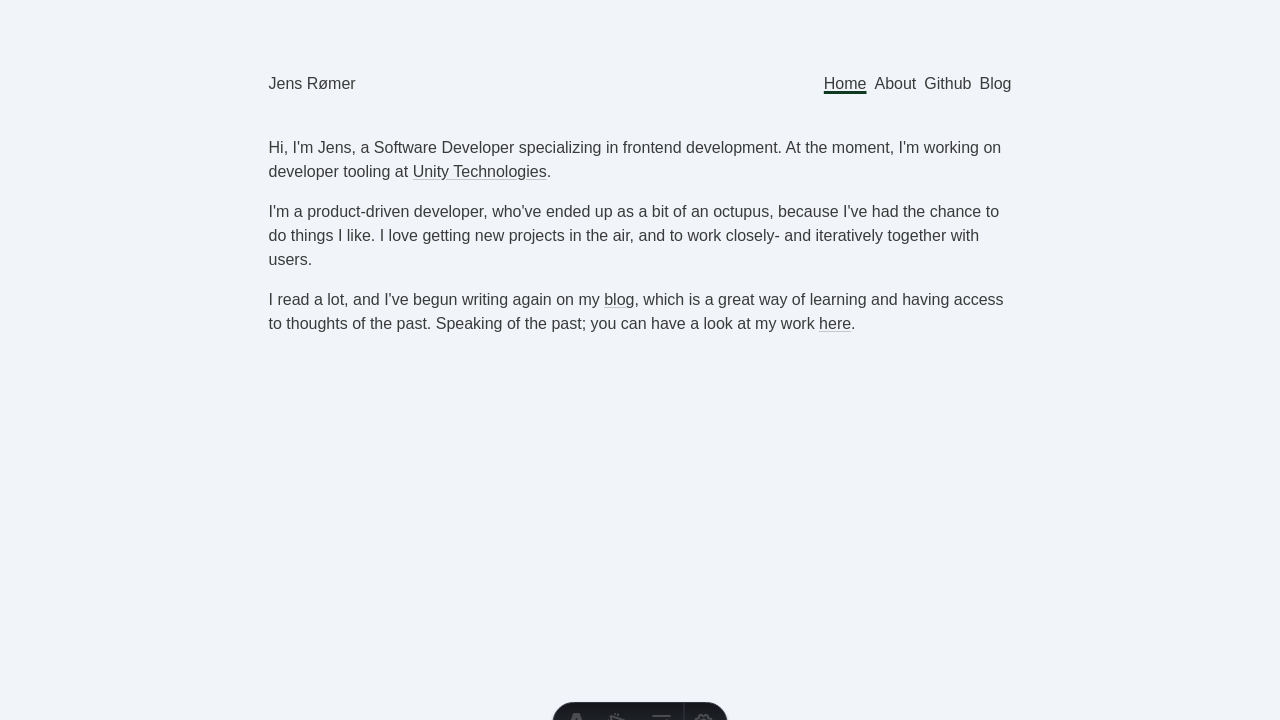 Jens Rømer
Home About Github Blog
Hi, I'm Jens, a Software Developer specializing in frontend development. At the moment, I'm working on
developer tooling at Unity Technologies.
I'm a product-driven developer, who've ended up as a bit of an octupus, because I've had the chance to
do things I like. I love getting new projects in the air, and to work closely- and iteratively together with
users.
I read a lot, and I've begun writing again on my blog, which is a great way of learning and having access
to thoughts of the past. Speaking of the past; you can have a look at my work here.